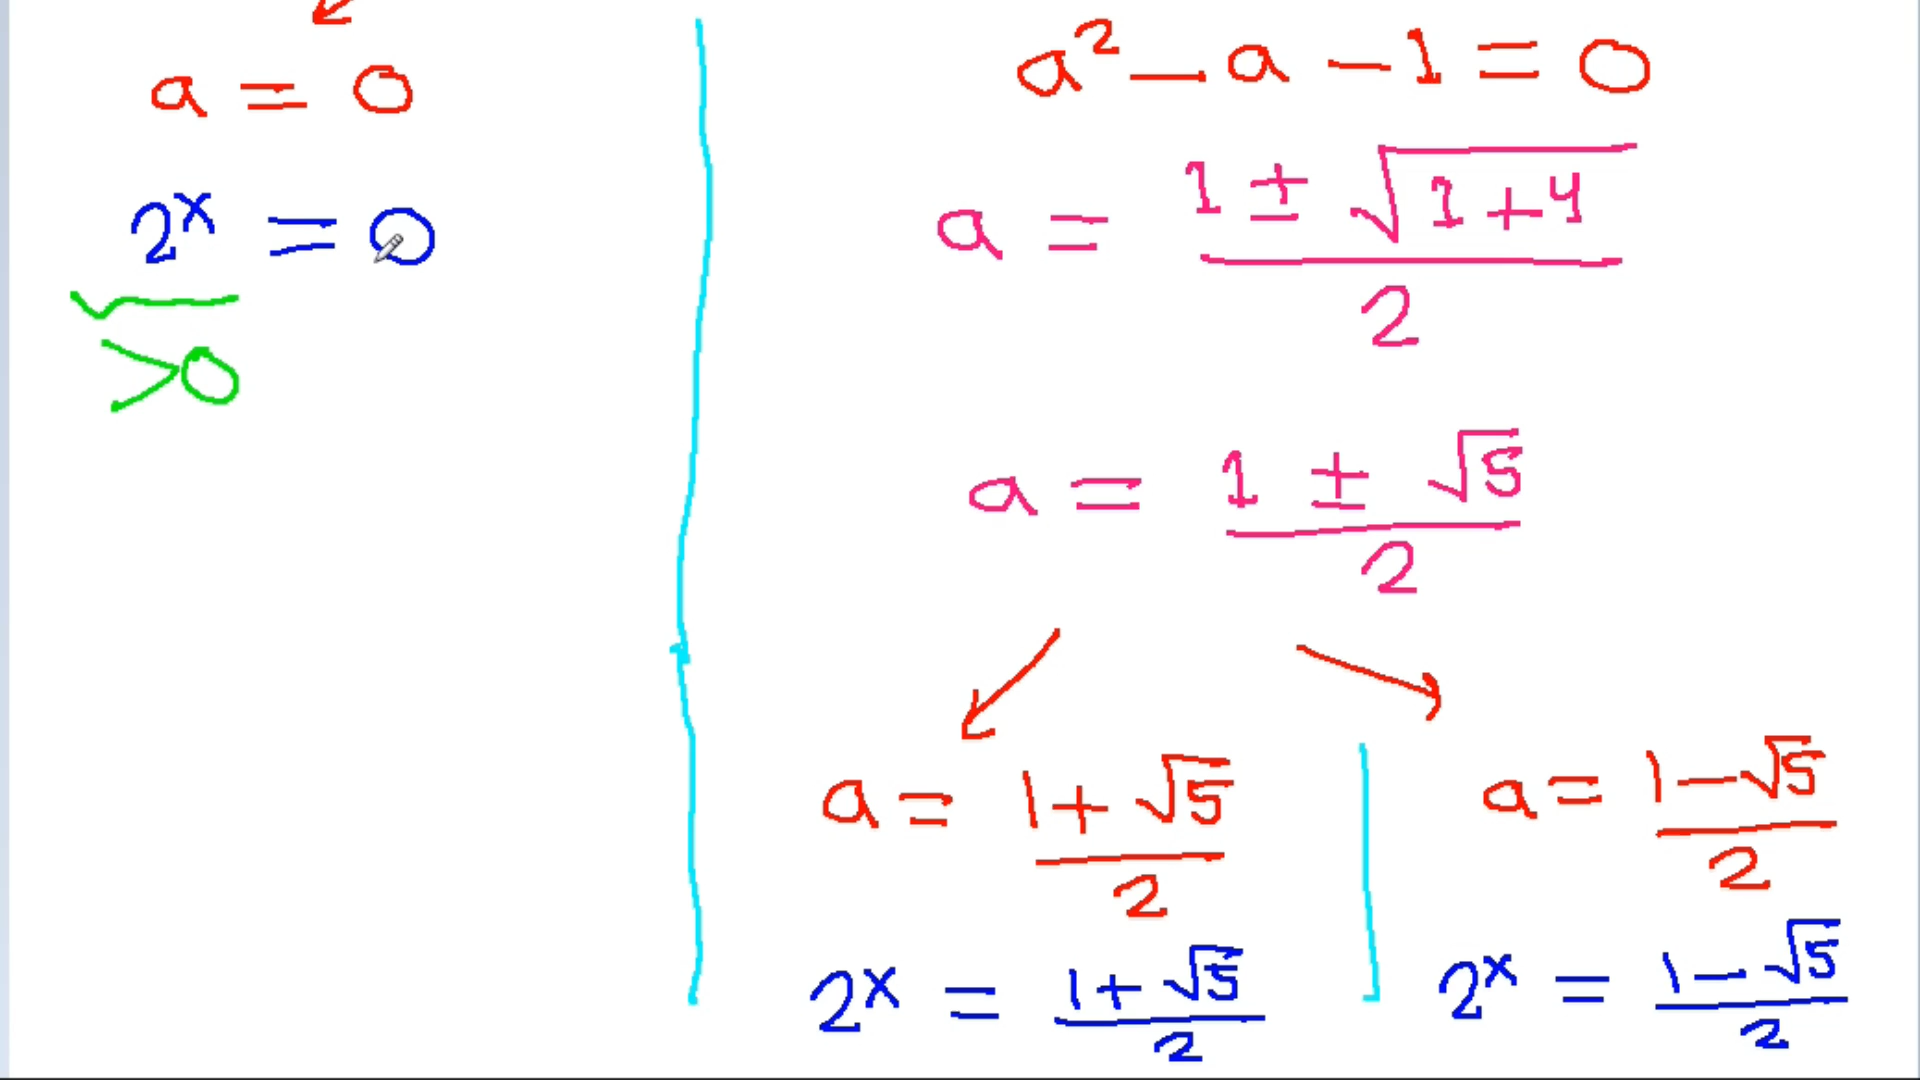 a = 0
2^x = 0
>0
a² - a - 1 = 0
a = (1 ± √(1+4))/2
a = (1 ± √5)/2
a = (1 + √5)/2
2^x = (1 + √5)/2
a = (1 - √5)/2
2^x = (1 - √5)/2